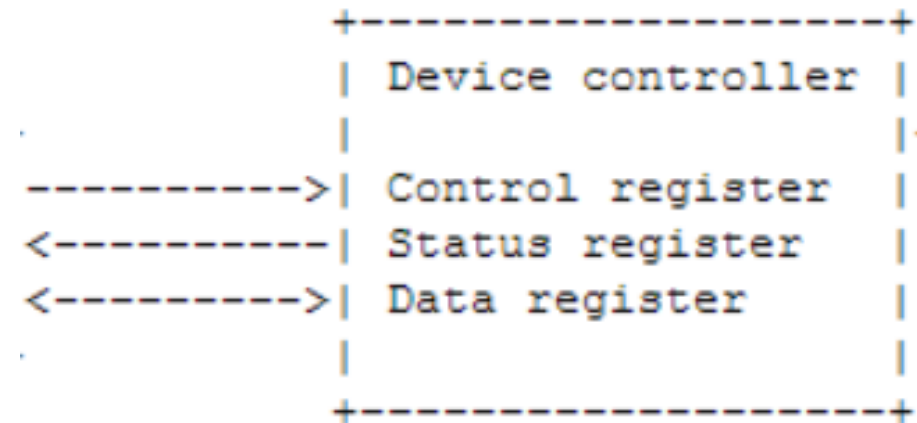 +--------------------+
| Device controller |
| |
---------->| Control register |
<----------| Status register |
<--------->| Data register |
| |
+--------------------+